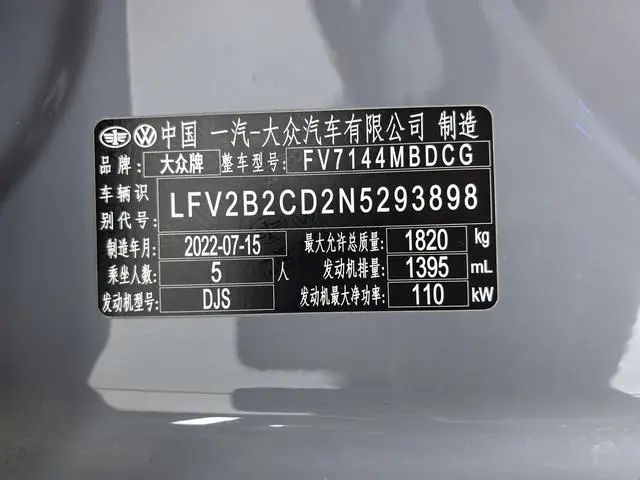 中国 一汽-大众汽车有限公司 制造
品牌: 大众牌 整车型号: FV7144MBDCG
车辆识别代号: LFV2B2CD2N5293898
制造年月: 2022-07-15 最大允许总质量: 1820 kg
乘坐人数: 5 人 发动机排量: 1395 mL
发动机型号: DJS 发动机最大净功率: 110 kW